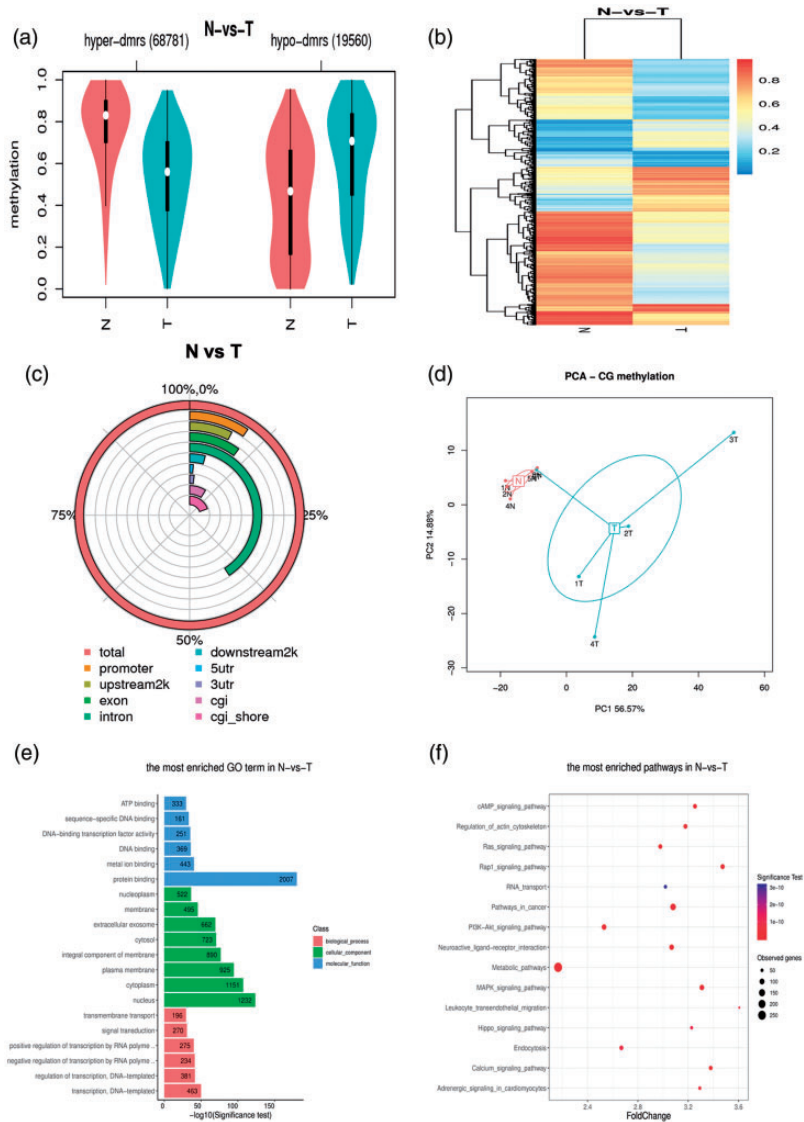 (a)
N-vs-T
hyper-dmrs (68781)
hypo-dmrs (19560)
methylation
1.0
0.8
0.6
0.4
0.2
0.0
N
T
N
T
(b)
N-vs-T
0.8
0.6
0.4
0.2
N
T
(c)
N vs T
100%,0%
75%
25%
50%
total
promoter
upstream2k
exon
intron
downstream2k
5utr
3utr
cgi
cgi_shore
(d)
PCA - CG methylation
PC2 14.88%
10
0
-10
-20
-30
-20
0
20
40
60
PC1 56.57%
N
1N
2N
4N
T
1T
2T
3T
4T
(e)
the most enriched GO term in N-vs-T
ATP binding 333
sequence-specific DNA binding 161
DNA-binding transcription factor activity 251
DNA binding 369
metal ion binding 443
protein binding 2007
nucleoplasm 522
membrane 495
extracellular exosome 662
cytosol 723
integral component of membrane 890
plasma membrane 925
cytoplasm 1151
nucleus 1232
transmembrane transport 196
signal transduction 270
positive regulation of transcription by RNA polyme .. 275
negative regulation of transcription by RNA polyme .. 234
regulation of transcription, DNA-templated 381
transcription, DNA-templated 463
0
50
100
150
200
-log10(Significance test)
Class
biological_process
cellular_component
molecular_function
(f)
the most enriched pathways in N-vs-T
cAMP_signaling_pathway
Regulation_of_actin_cytoskeleton
Ras_signaling_pathway
Rap1_signaling_pathway
RNA_transport
Pathways_in_cancer
PI3K-Akt_signaling_pathway
Neuroactive_ligand-receptor_interaction
Metabolic_pathways
MAPK_signaling_pathway
Leukocyte_transendothelial_migration
Hippo_signaling_pathway
Endocytosis
Calcium_signaling_pathway
Adrenergic_signaling_in_cardiomyocytes
2.4
2.8
3.2
3.6
FoldChange
Significance Test
3e-10
2e-10
1e-10
Observed genes
50
100
150
200
250